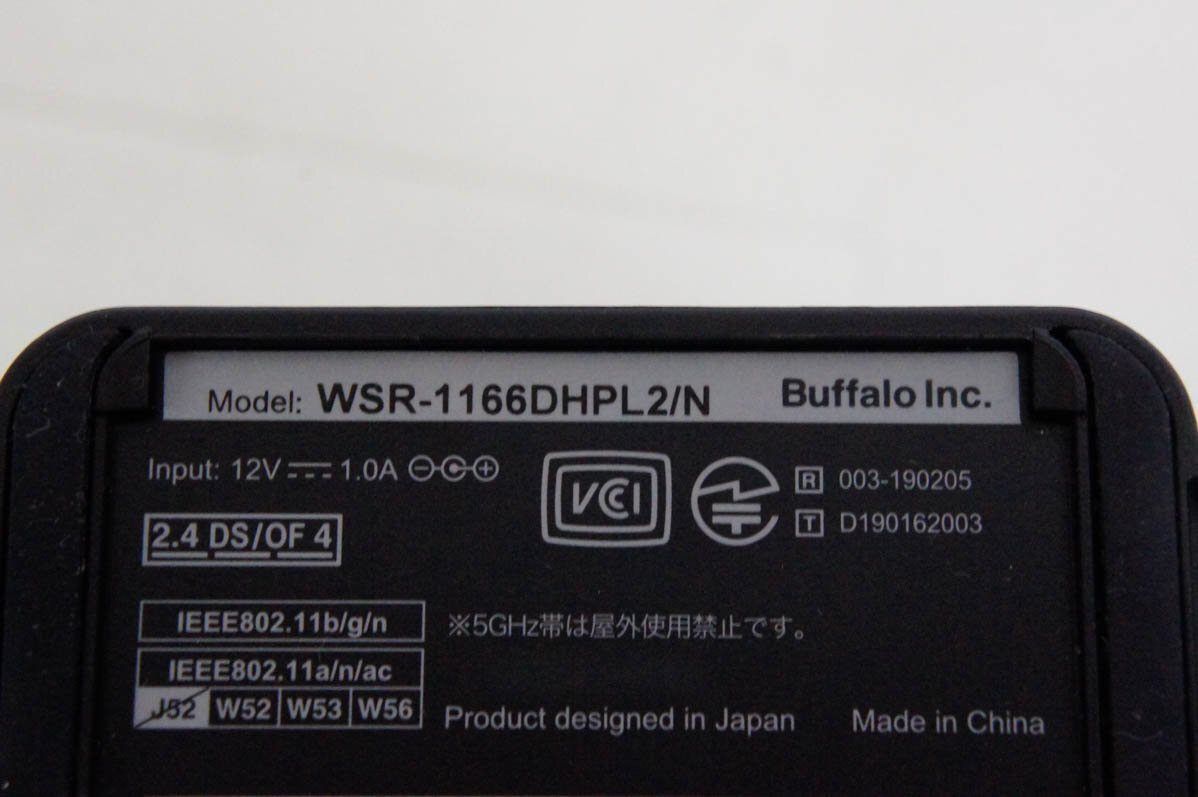 Model: WSR-1166DHPL2/N Buffalo Inc.
Input: 12V 1.0A
VCCI
R 003-190205
T D190162003
2.4 DS/OF 4
IEEE802.11b/g/n
※5GHz帯は屋外使用禁止です。
IEEE802.11a/n/ac
J52 W52 W53 W56
Product designed in Japan Made in China